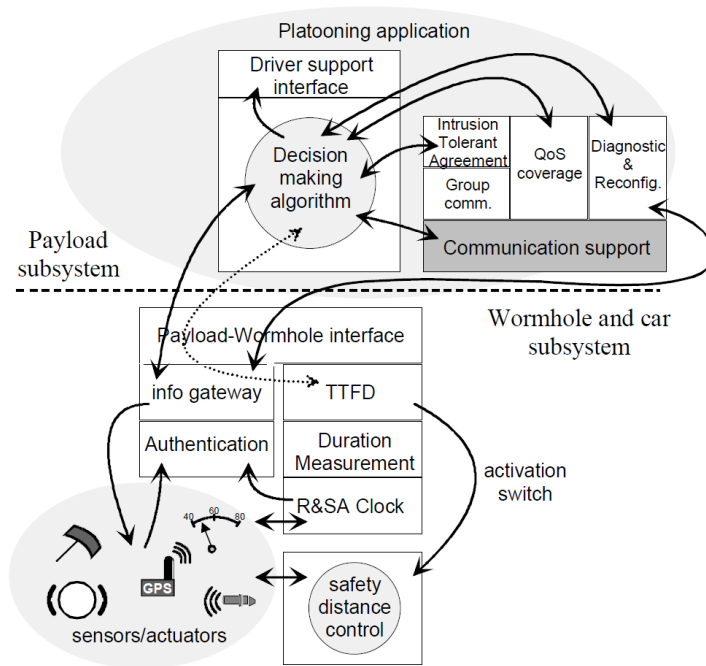 Platooning application
Driver support
interface
Decision
making
algorithm
Intrusion
Tolerant
Agreement
Group
comm.
QoS
coverage
Diagnostic
&
Reconfig.
Communication support
Payload
subsystem
Wormhole and car
subsystem
Payload-Wormhole interface
info gateway
TTFD
Authentication
Duration
Measurement
R&SA Clock
activation
switch
40 60 80
GPS
sensors/actuators
safety
distance
control